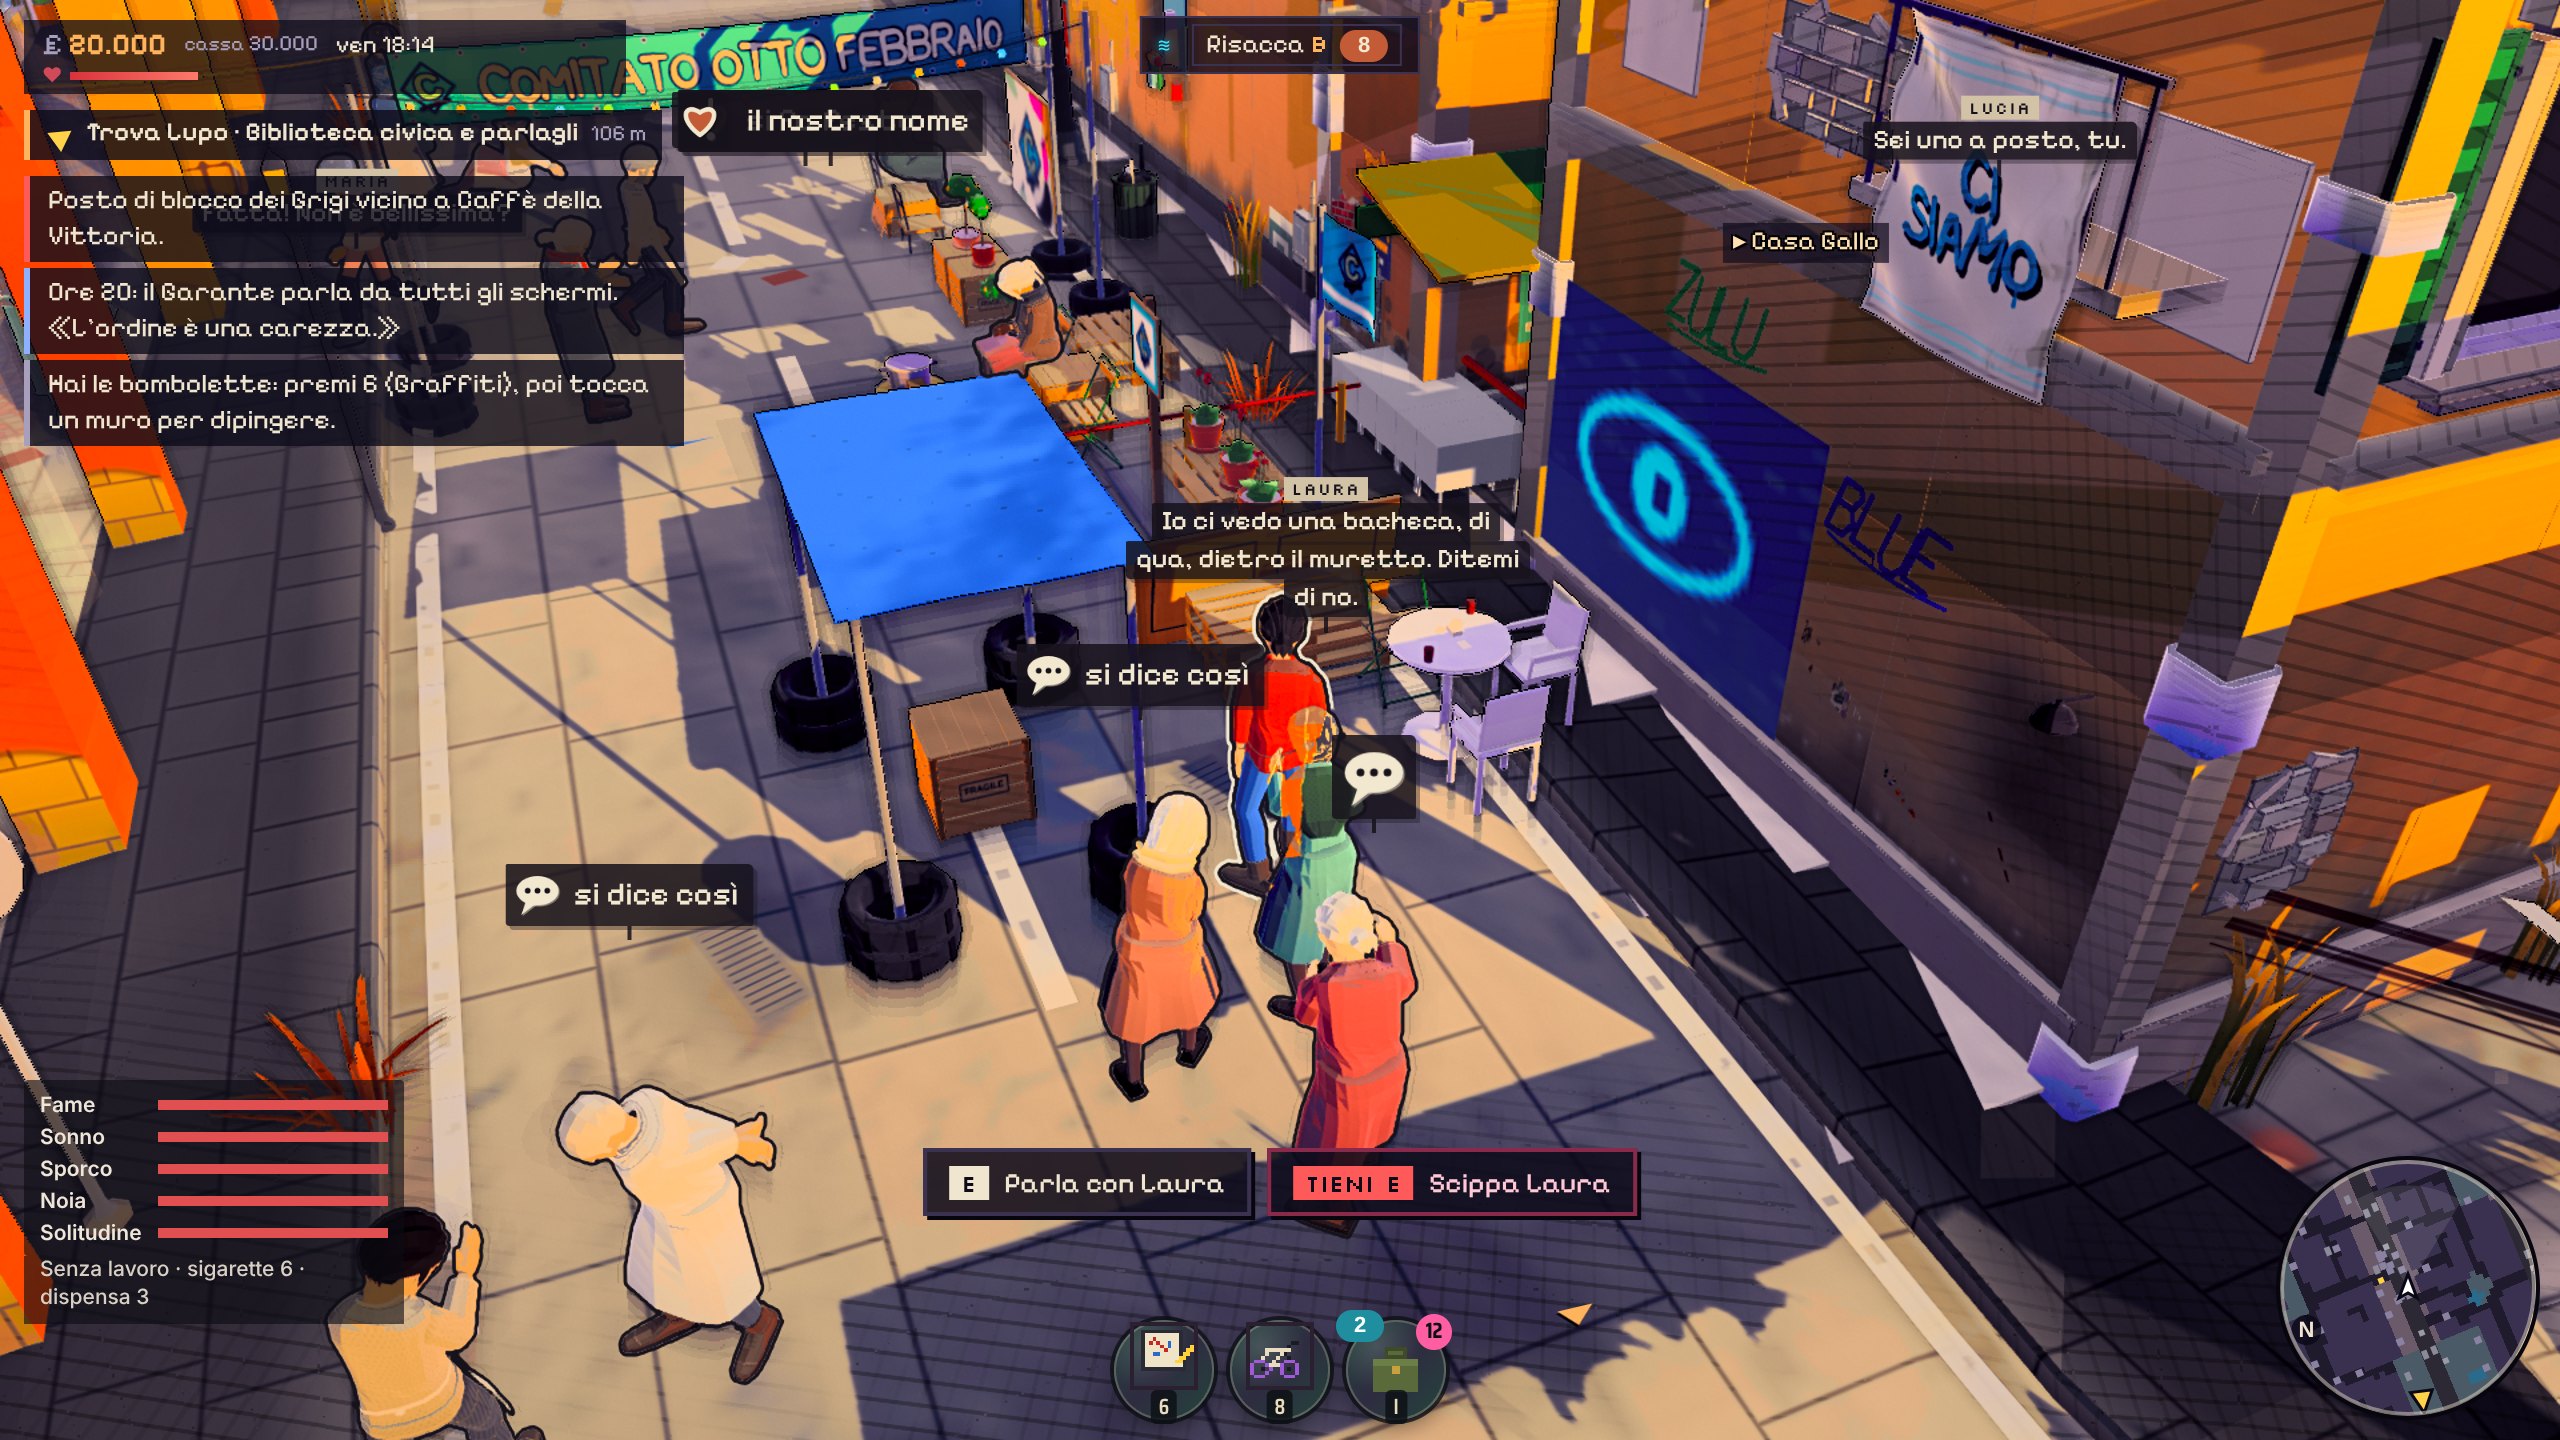 ₤ 20.000 cassa 30.000 ven 18:14
COMITATO OTTO FEBBRAIO
Risacca B 8
Trova Lupo · Biblioteca civica e parlagli 106 m
il nostro nome
LUCIA
Sei uno a posto, tu.
MARIA
Fatta! Non è bellissima?
Posto di blocco dei Grigi vicino a Caffè della
Vittoria.
CI
SIAMO
▸ Casa Gallo
Ore 20: il Garante parla da tutti gli schermi.
《L'ordine è una carezza.》
ZULU
Hai le bombolette: premi 6 (Graffiti), poi tocca
un muro per dipingere.
LAURA
Io ci vedo una bacheca, di
qua, dietro il muretto. Ditemi
di no.
BLUE
si dice così
FRAGILE
si dice così
Fame
Sonno
Sporco
Noia
Solitudine
Senza lavoro · sigarette 6 ·
dispensa 3
E Parla con Laura
TIENI E Scippa Laura
2 12
6 8 I
N